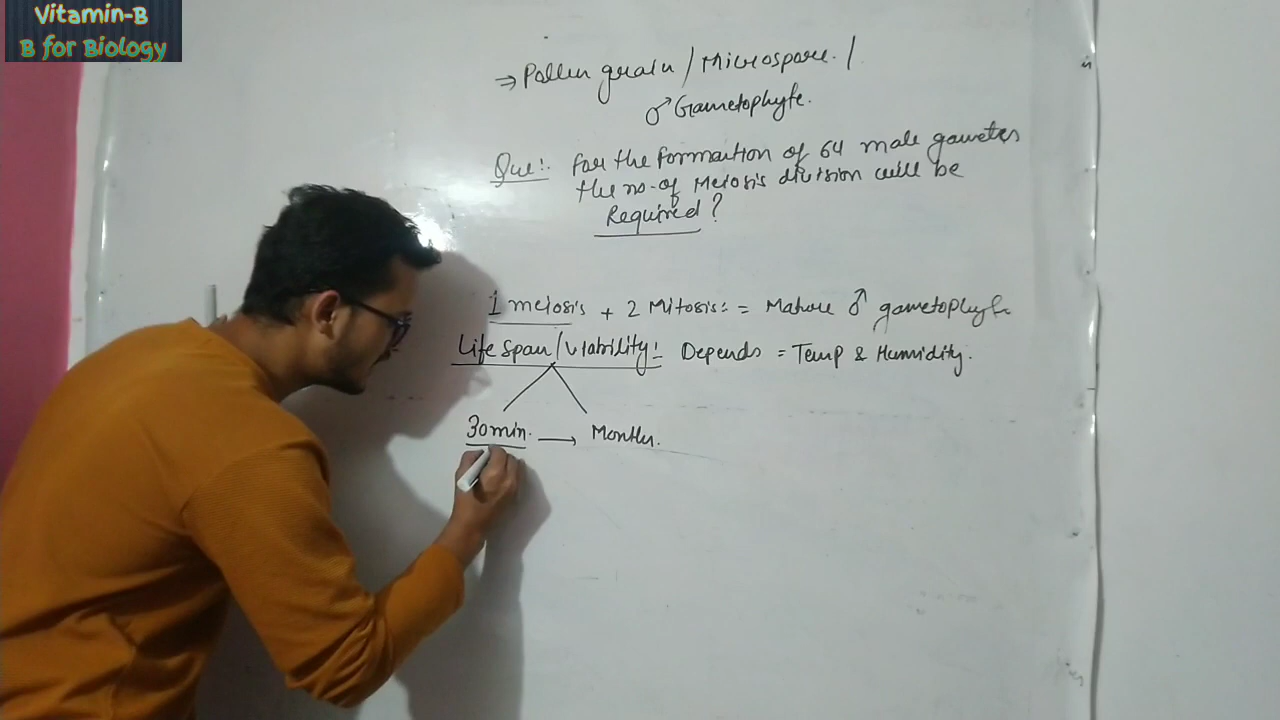 Vitamin-B
B for Biology
→ Pollen grain / Microspore. /
♂ Gametophyte.
Que:. For the formation of 64 male gametes
the no. of Meiosis division will be
Required?
1 meiosis + 2 Mitosis: = Mature ♂ gametophyte
Life Span / Viability:- Depends = Temp & Humidity.
30 min. → Months.